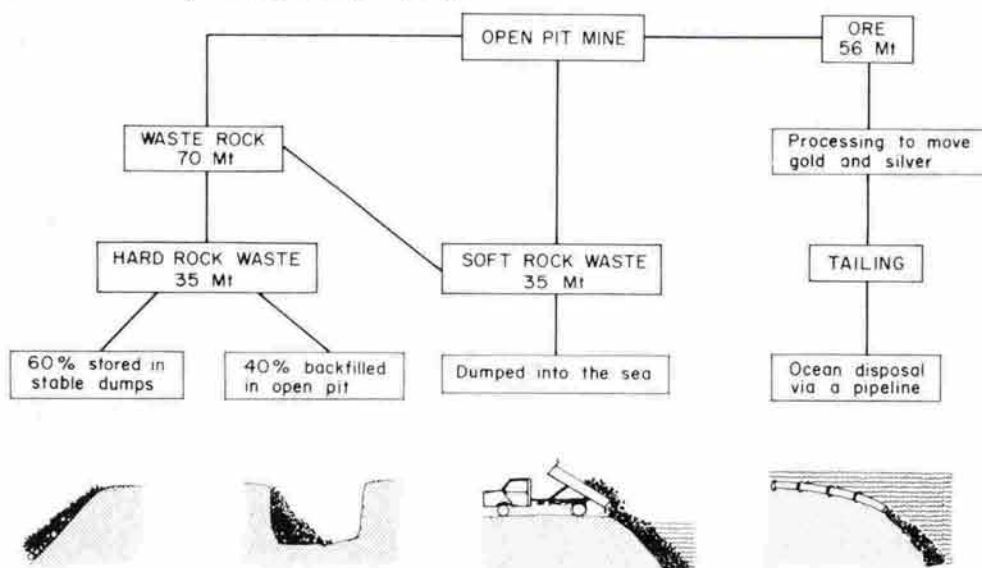 OPEN PIT MINE
ORE
56 Mt
WASTE ROCK
70 Mt
Processing to move
gold and silver
HARD ROCK WASTE
35 Mt
SOFT ROCK WASTE
35 Mt
TAILING
60% stored in
stable dumps
40% backfilled
in open pit
Dumped into the sea
Ocean disposal
via a pipeline